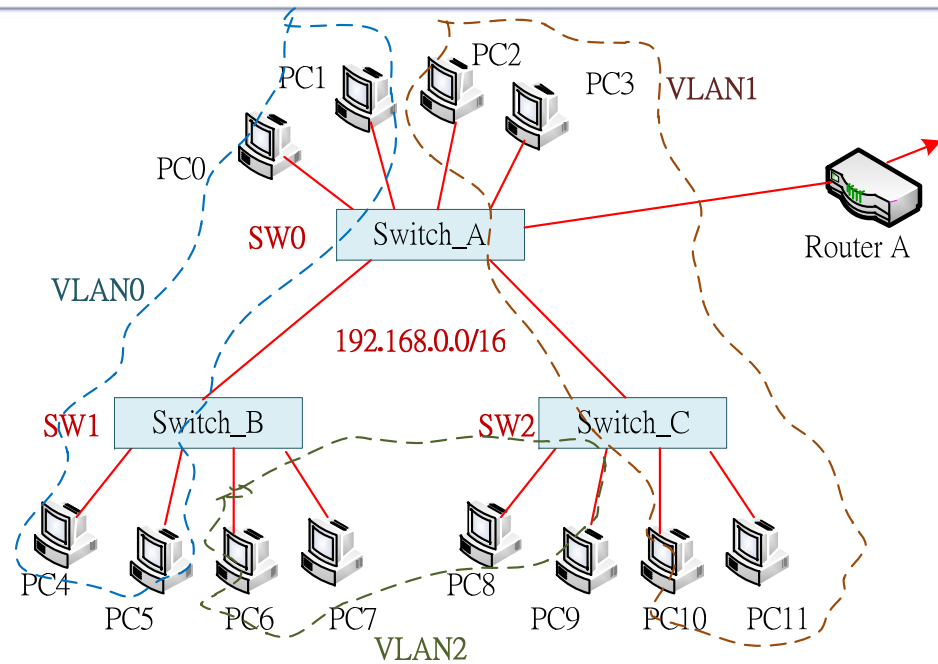 PC2
PC1
PC3
VLAN1
PC0
SW0
Switch_A
Router A
VLAN0
192.168.0.0/16
SW1
Switch_B
SW2
Switch_C
PC4
PC5
PC6
PC7
PC8
PC9
PC10
PC11
VLAN2